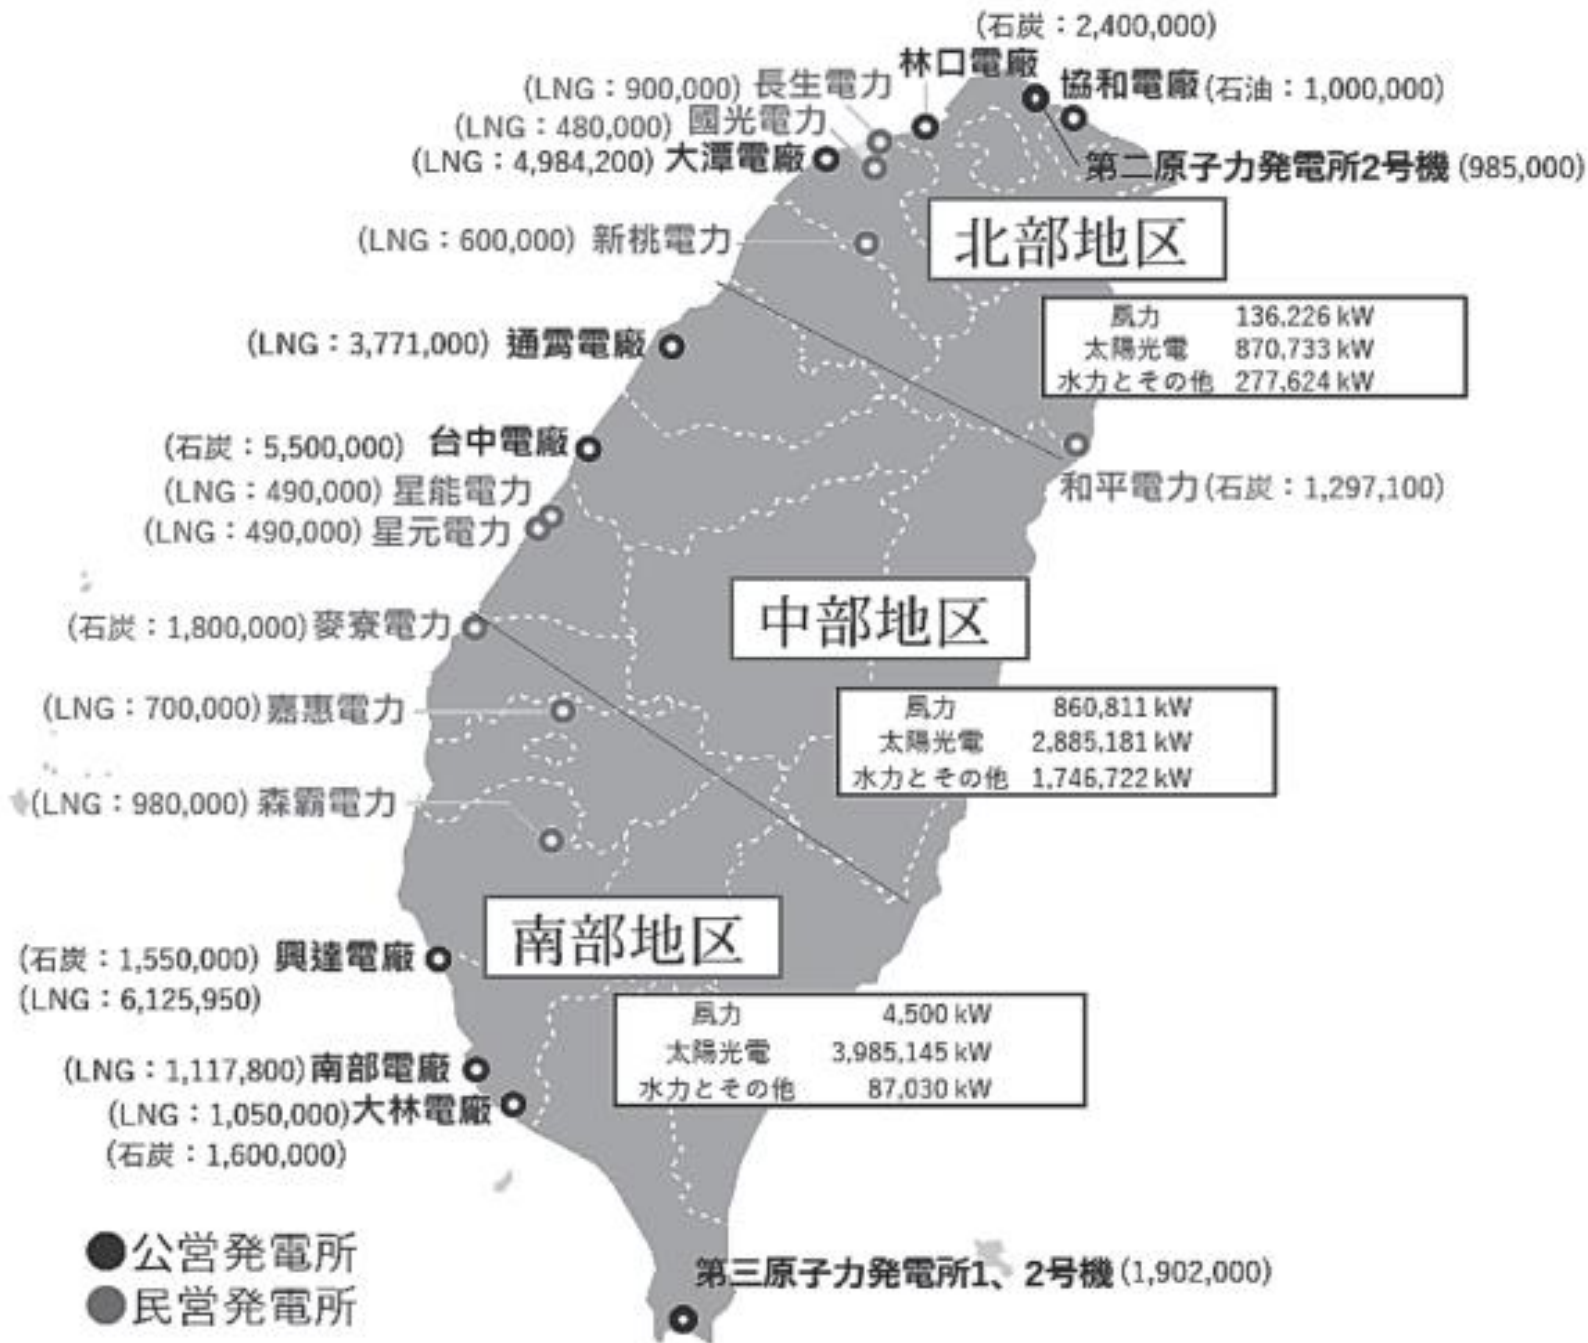 (石炭：2,400,000)
林口電廠
協和電廠(石油：1,000,000)
(LNG：900,000) 長生電力
(LNG：480,000) 國光電力
(LNG：4,984,200) 大潭電廠
第二原子力発電所2号機 (985,000)
(LNG：600,000) 新桃電力
北部地区
風力 136,226 kW
太陽光電 870,733 kW
水力とその他 277,624 kW
(LNG：3,771,000) 通霄電廠
(石炭：5,500,000) 台中電廠
(LNG：490,000) 星能電力
(LNG：490,000) 星元電力
和平電力(石炭：1,297,100)
中部地区
(石炭：1,800,000) 麥寮電力
(LNG：700,000) 嘉惠電力
風力 860,811 kW
太陽光電 2,885,181 kW
水力とその他 1,746,722 kW
(LNG：980,000) 森霸電力
南部地区
(石炭：1,550,000) 興達電廠
(LNG：6,125,950)
風力 4,500 kW
太陽光電 3,985,145 kW
水力とその他 87,030 kW
(LNG：1,117,800) 南部電廠
(LNG：1,050,000) 大林電廠
(石炭：1,600,000)
●公営発電所
●民営発電所
第三原子力発電所1、2号機 (1,902,000)